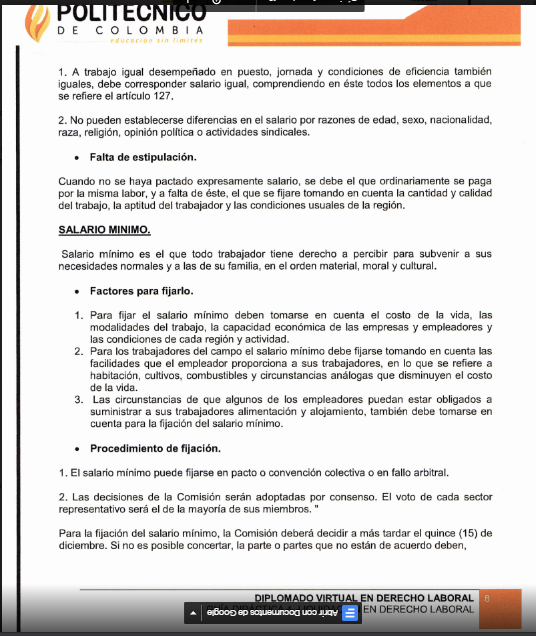 POLITÉCNICO
DE COLOMBIA
educación sin límites
1. A trabajo igual desempeñado en puesto, jornada y condiciones de eficiencia también
iguales, debe corresponder salario igual, comprendiendo en éste todos los elementos a que
se refiere el artículo 127.
2. No pueden establecerse diferencias en el salario por razones de edad, sexo, nacionalidad,
raza, religión, opinión política o actividades sindicales.
• Falta de estipulación.
Cuando no se haya pactado expresamente salario, se debe el que ordinariamente se paga
por la misma labor, y a falta de éste, el que se fijare tomando en cuenta la cantidad y calidad
del trabajo, la aptitud del trabajador y las condiciones usuales de la región.
SALARIO MINIMO.
Salario mínimo es el que todo trabajador tiene derecho a percibir para subvenir a sus
necesidades normales y a las de su familia, en el orden material, moral y cultural.
• Factores para fijarlo.
1. Para fijar el salario mínimo deben tomarse en cuenta el costo de la vida, las
modalidades del trabajo, la capacidad económica de las empresas y empleadores y
las condiciones de cada región y actividad.
2. Para los trabajadores del campo el salario mínimo debe fijarse tomando en cuenta las
facilidades que el empleador proporciona a sus trabajadores, en lo que se refiere a
habitación, cultivos, combustibles y circunstancias análogas que disminuyen el costo
de la vida.
3. Las circunstancias de que algunos de los empleadores puedan estar obligados a
suministrar a sus trabajadores alimentación y alojamiento, también debe tomarse en
cuenta para la fijación del salario mínimo.
• Procedimiento de fijación.
1. El salario mínimo puede fijarse en pacto o convención colectiva o en fallo arbitral.
2. Las decisiones de la Comisión serán adoptadas por consenso. El voto de cada sector
representativo será el de la mayoría de sus miembros. "
Para la fijación del salario mínimo, la Comisión deberá decidir a más tardar el quince (15) de
diciembre. Si no es posible concertar, la parte o partes que no están de acuerdo deben,
DIPLOMADO VIRTUAL EN DERECHO LABORAL 6
EN DERECHO LABORAL
Abrir con Documentos de Google